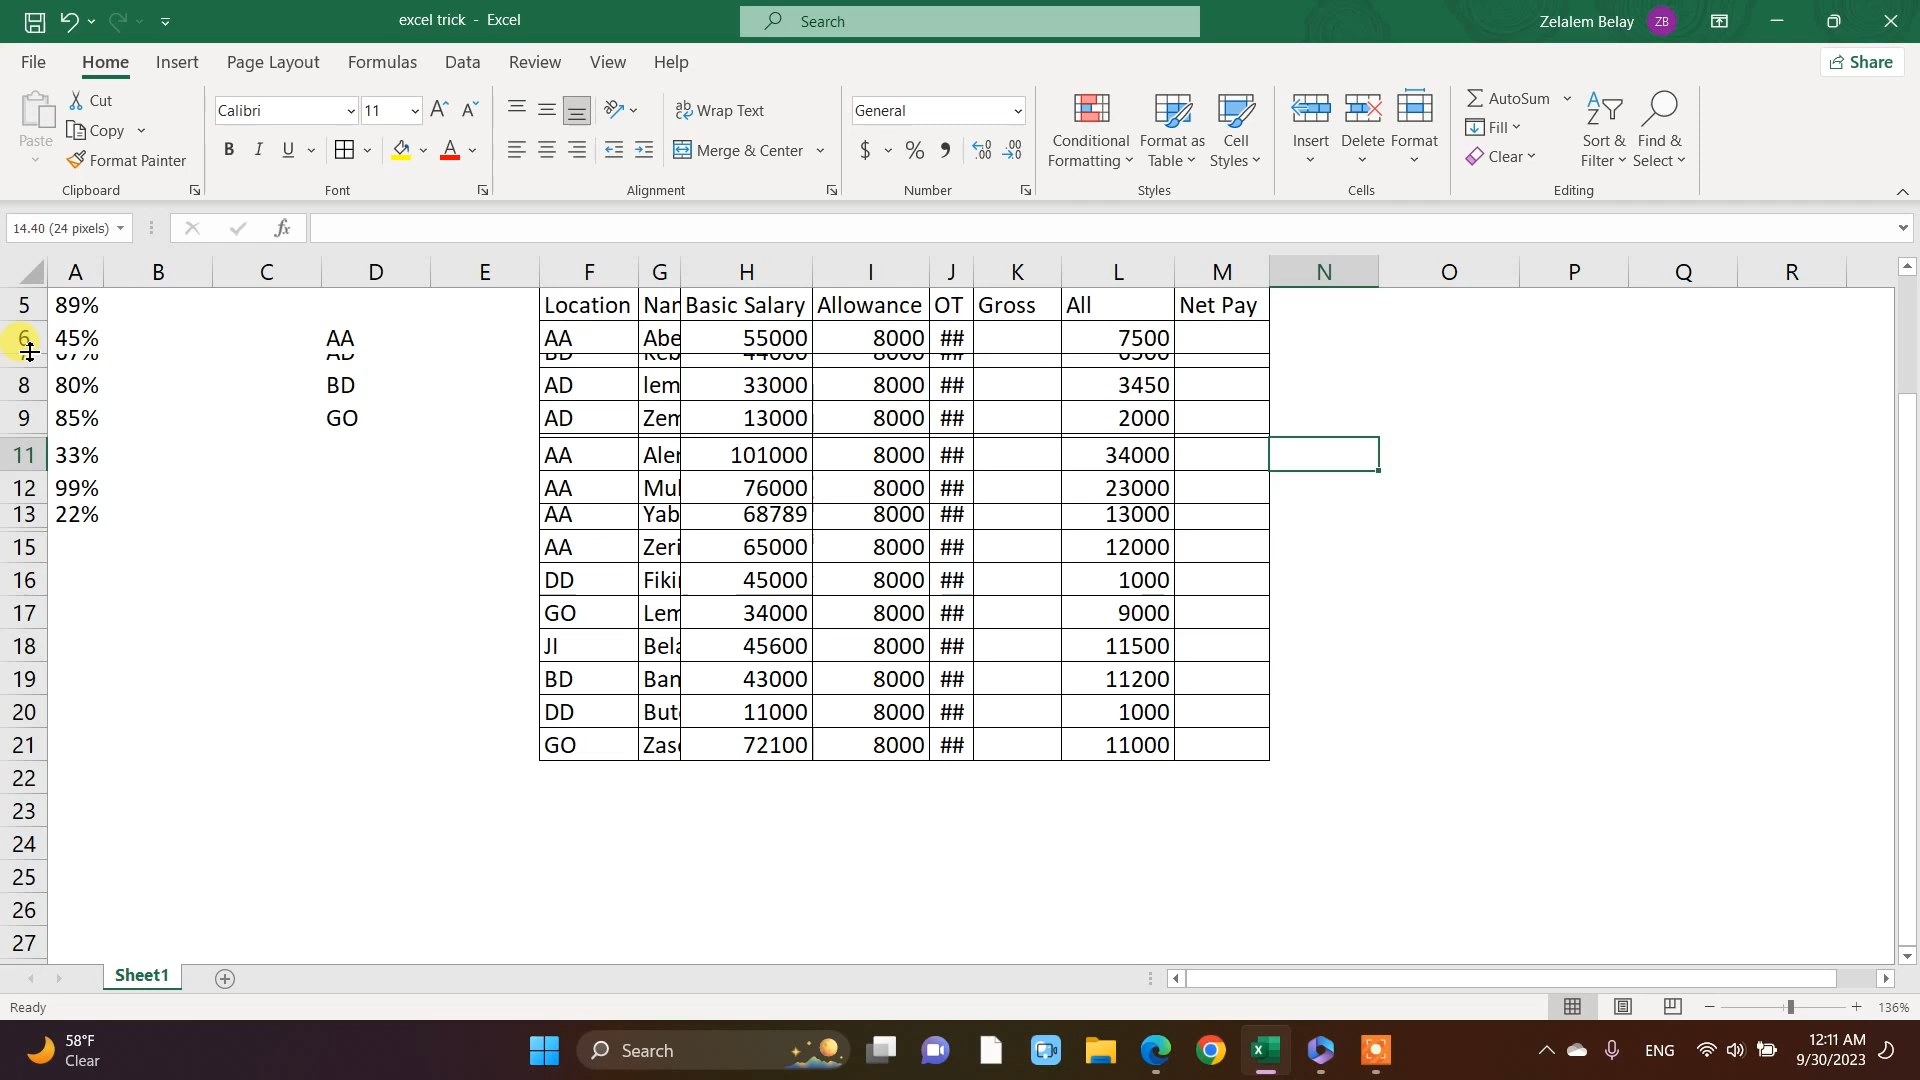 excel trick - Excel
Search
Zelalem Belay ZB
File Home Insert Page Layout Formulas Data Review View Help Share
Paste
Cut
Copy
Format Painter
Clipboard
Calibri 11
B I U
Font
Wrap Text
Merge & Center
Alignment
General
$ % ,
Number
Conditional Formatting
Format as Table
Cell Styles
Styles
Insert Delete Format
Cells
AutoSum
Fill
Clear
Sort & Filter
Find & Select
Editing
14.40 (24 pixels) fx
A B C D E F G H I J K L M N O P Q R
5 89% Location Nar Basic Salary Allowance OT Gross All Net Pay
6 45% AA AA Abe 55000 8000 ## 7500
7 67% AD BD Keb 44000 8000 ## 6500
8 80% BD AD lem 33000 8000 ## 3450
9 85% GO AD Zem 13000 8000 ## 2000
11 33% AA Aler 101000 8000 ## 34000
12 99% AA Mul 76000 8000 ## 23000
13 22% AA Yab 68789 8000 ## 13000
15 AA Zeri 65000 8000 ## 12000
16 DD Fiki 45000 8000 ## 1000
17 GO Lem 34000 8000 ## 9000
18 JI Bela 45600 8000 ## 11500
19 BD Ban 43000 8000 ## 11200
20 DD But 11000 8000 ## 1000
21 GO Zas 72100 8000 ## 11000
22
23
24
25
26
27
Sheet1
Ready 136%
58°F
Clear
Search
ENG
12:11 AM
9/30/2023